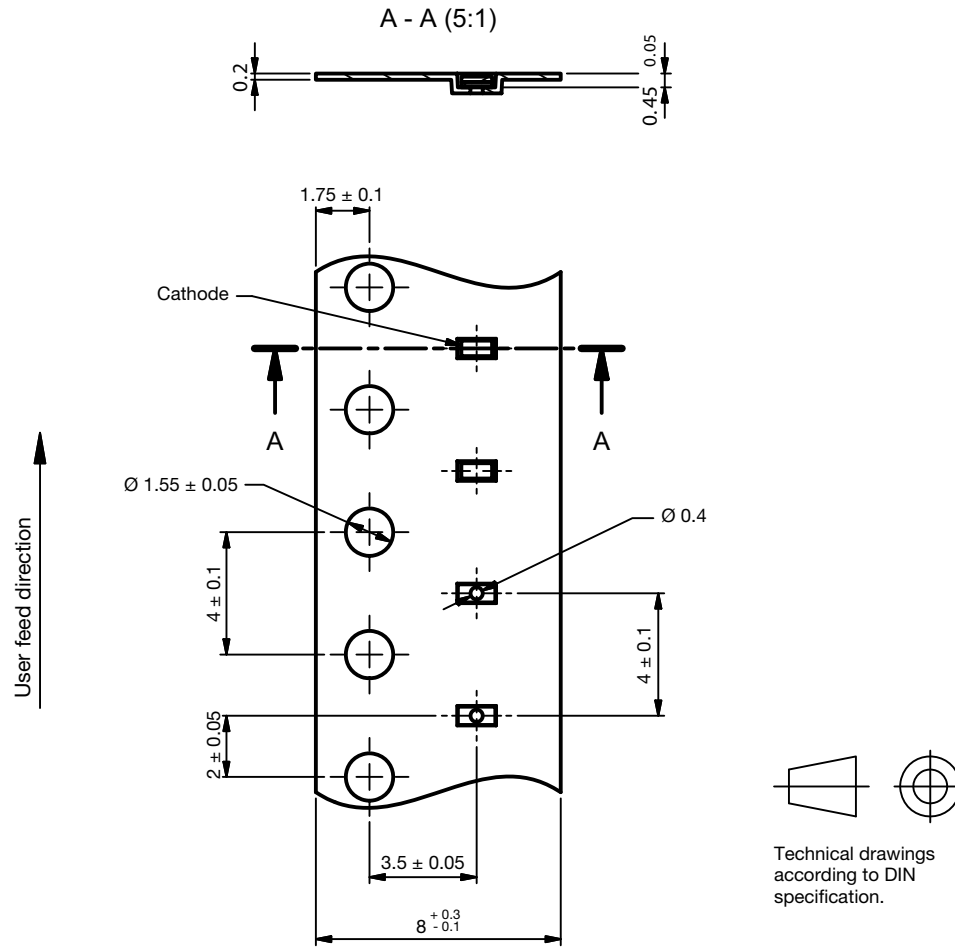 A - A (5:1)
0.2
0.05
0.45
1.75 ± 0.1
Cathode
A
A
Ø 1.55 ± 0.05
Ø 0.4
User feed direction
4 ± 0.1
4 ± 0.1
2 ± 0.05
3.5 ± 0.05
8 + 0.3 - 0.1
Technical drawings
according to DIN
specification.